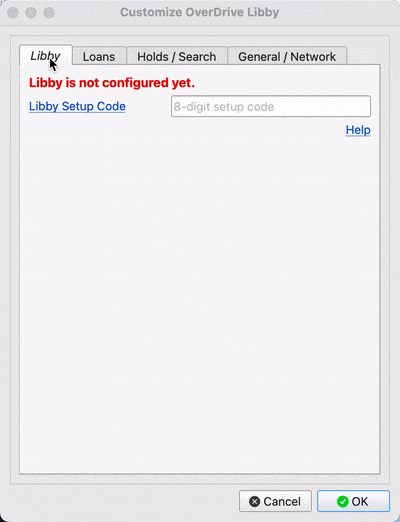 Customize OverDrive Libby
Libby Loans Holds / Search General / Network
Libby is not configured yet.
Libby Setup Code 8-digit setup code
Help
Cancel OK